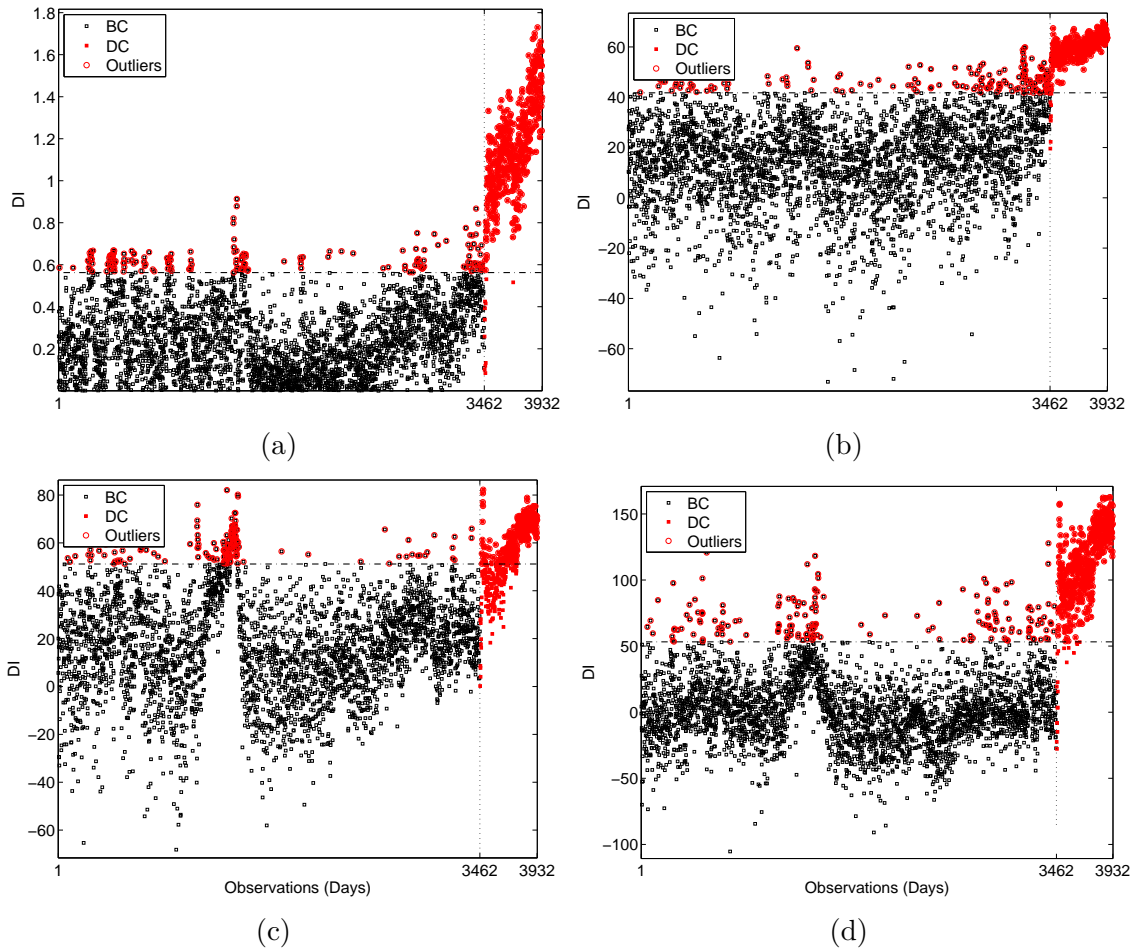 1.8
1.6
1.4
1.2
1
0.8
0.6
0.4
0.2
DI
BC
DC
Outliers
1
3462
3932
(a)
60
40
20
0
−20
−40
−60
DI
BC
DC
Outliers
1
3462
3932
(b)
80
60
40
20
0
−20
−40
−60
DI
BC
DC
Outliers
1
3462
3932
Observations (Days)
(c)
150
100
50
0
−50
−100
DI
BC
DC
Outliers
1
3462
3932
Observations (Days)
(d)